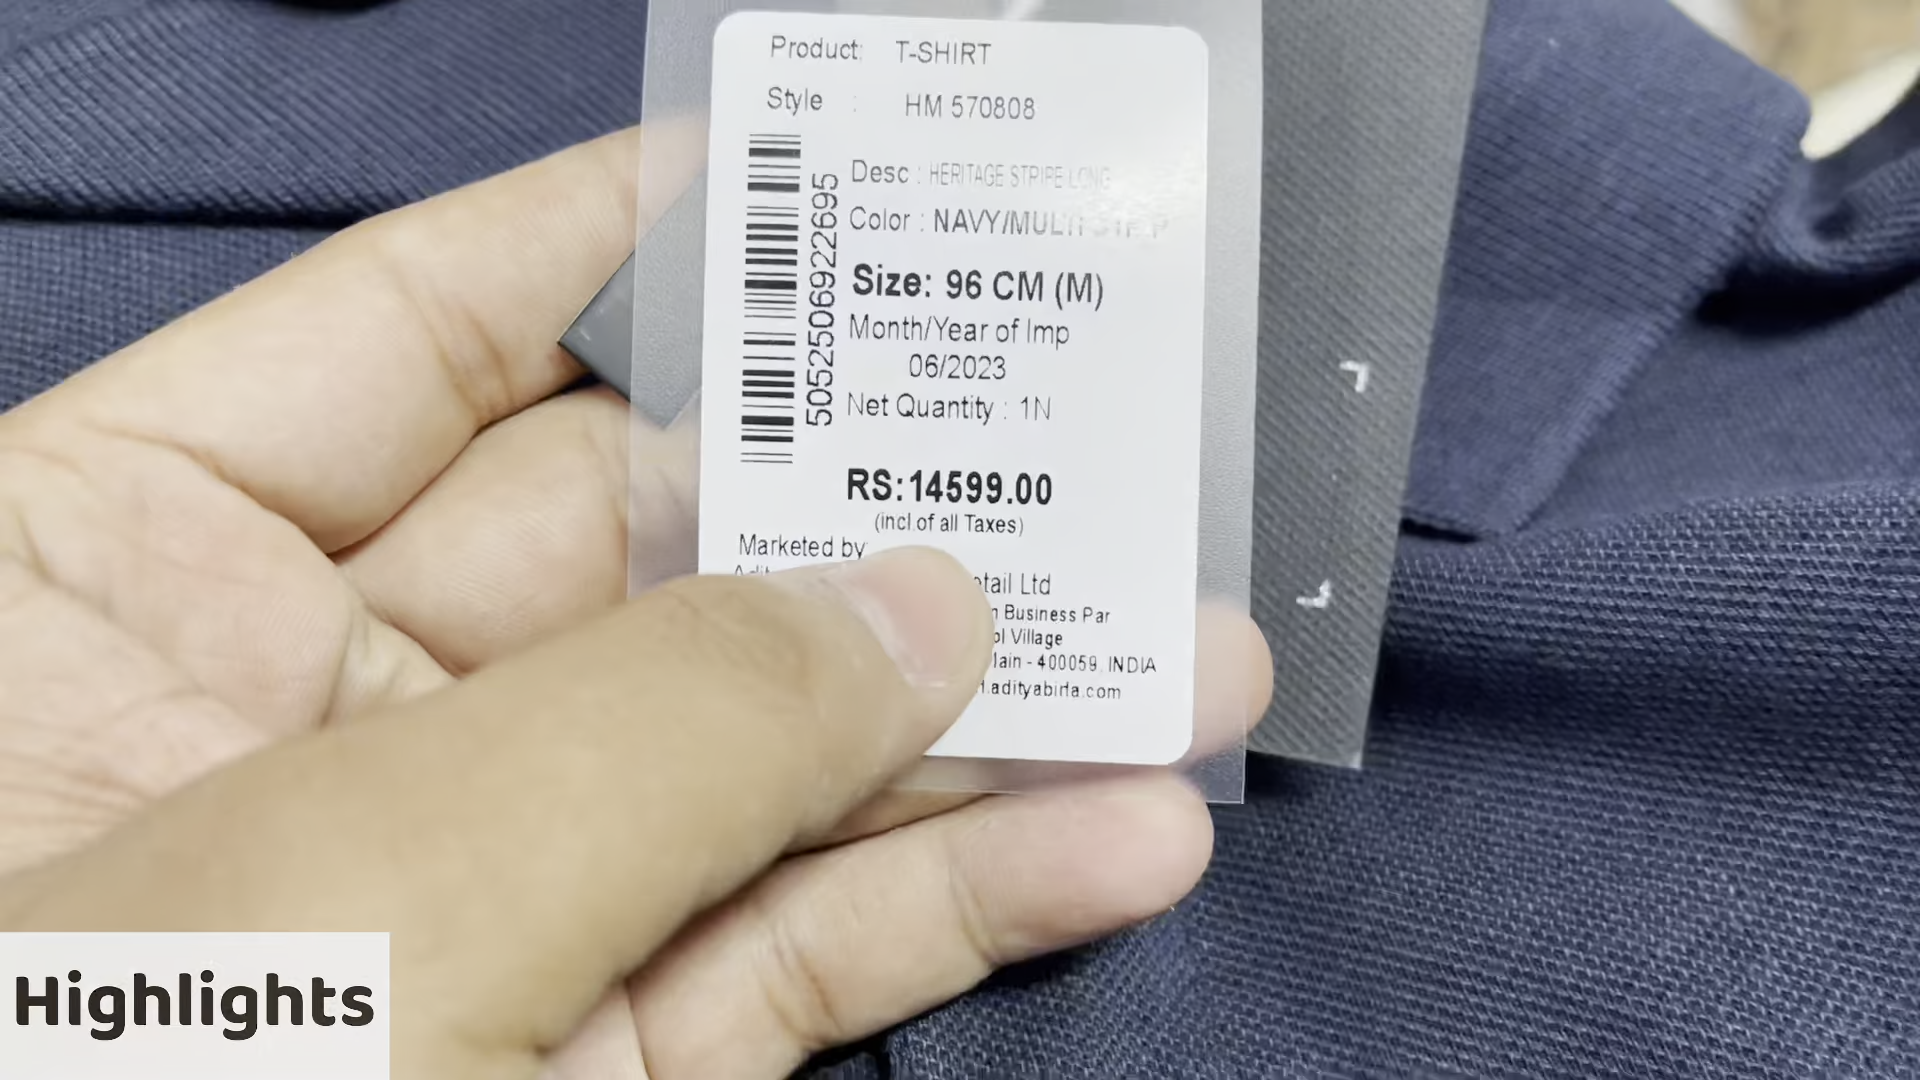 Product: T-SHIRT
Style : HM 570808
5052506922695
Desc : HERITAGE STRIPE LONG
Color : NAVY/MULTI
Size: 96 CM (M)
Month/Year of Imp
06/2023
Net Quantity : 1N
RS:14599.00
(incl.of all Taxes)
Marketed by
Ltd
Business Par
Village
- 400059, INDIA
.adityabirla.com
Highlights